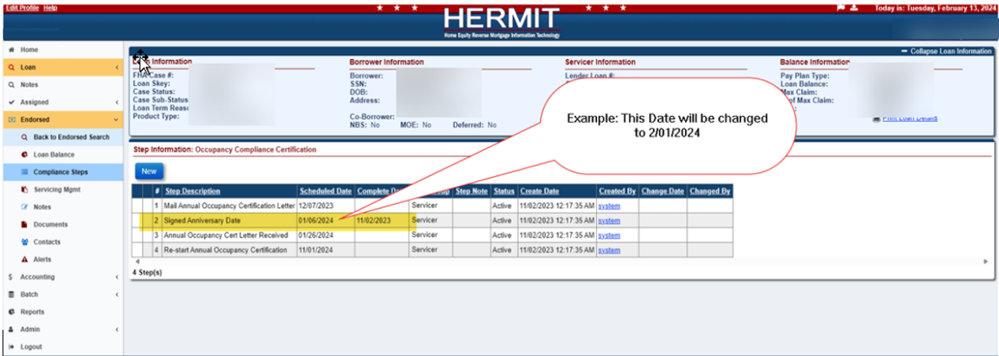 Edit Profile Help
Today is: Tuesday, February 13, 2024
HERMIT
Home Equity Reverse Mortgage Information Technology
Home
Loan
Notes
Assigned
Endorsed
Back to Endorsed Search
Loan Balance
Compliance Steps
Servicing Mgmt
Notes
Documents
Contacts
Alerts
Accounting
Batch
Reports
Admin
Logout
Collapse Loan Information
Information
FHA Case #:
Loan Skey:
Case Status:
Case Sub-Status
Loan Term Reas
Product Type:
Borrower Information
Borrower:
SSN:
DOB:
Address:
Co-Borrower:
NBS: No MOE: No Deferred: No
Servicer Information
Lender Loan #:
Balance Information
Pay Plan Type:
Loan Balance:
Max Claim:
of Max Claim:
Print Loan Details
Example: This Date will be changed
to 2/01/2024
Step Information: Occupancy Compliance Certification
New
# Step Description Scheduled Date Complete Step Note Status Create Date Created By Change Date Changed By
1 Mail Annual Occupancy Certification Letter 12/07/2023 Servicer Active 11/02/2023 12:17:35 AM system
2 Signed Anniversary Date 01/06/2024 11/02/2023 Servicer Active 11/02/2023 12:17:35 AM system
3 Annual Occupancy Cert Letter Received 01/26/2024 Servicer Active 11/02/2023 12:17:35 AM system
4 Re-start Annual Occupancy Certification 11/01/2024 Servicer Active 11/02/2023 12:17:35 AM system
4 Step(s)